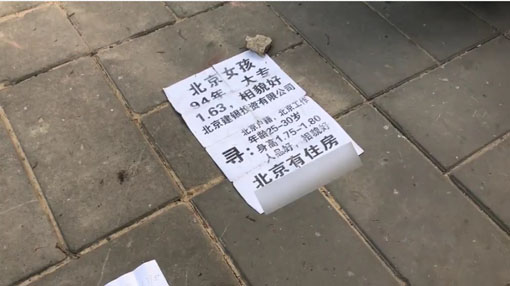 北京女孩
94年，大专
1.63，相貌好
北京建锦投资有限公司
北京户籍，北京工作
年龄25-30岁
寻：身高1.75-1.80
人品好，相貌好
北京有住房